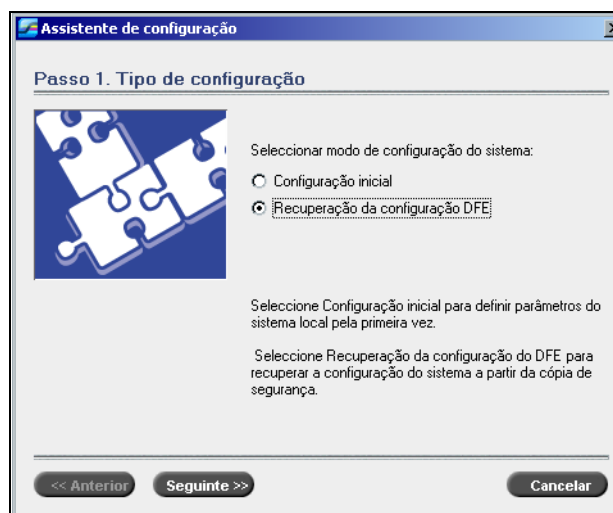 Assistente de configuração
Passo 1. Tipo de configuração
Seleccionar modo de configuração do sistema:
Configuração inicial
Recuperação da configuração DFE
Seleccione Configuração inicial para definir parâmetros do
sistema local pela primeira vez.
Seleccione Recuperação da configuração do DFE para
recuperar a configuração do sistema a partir da cópia de
segurança.
<< Anterior
Seguinte >>
Cancelar